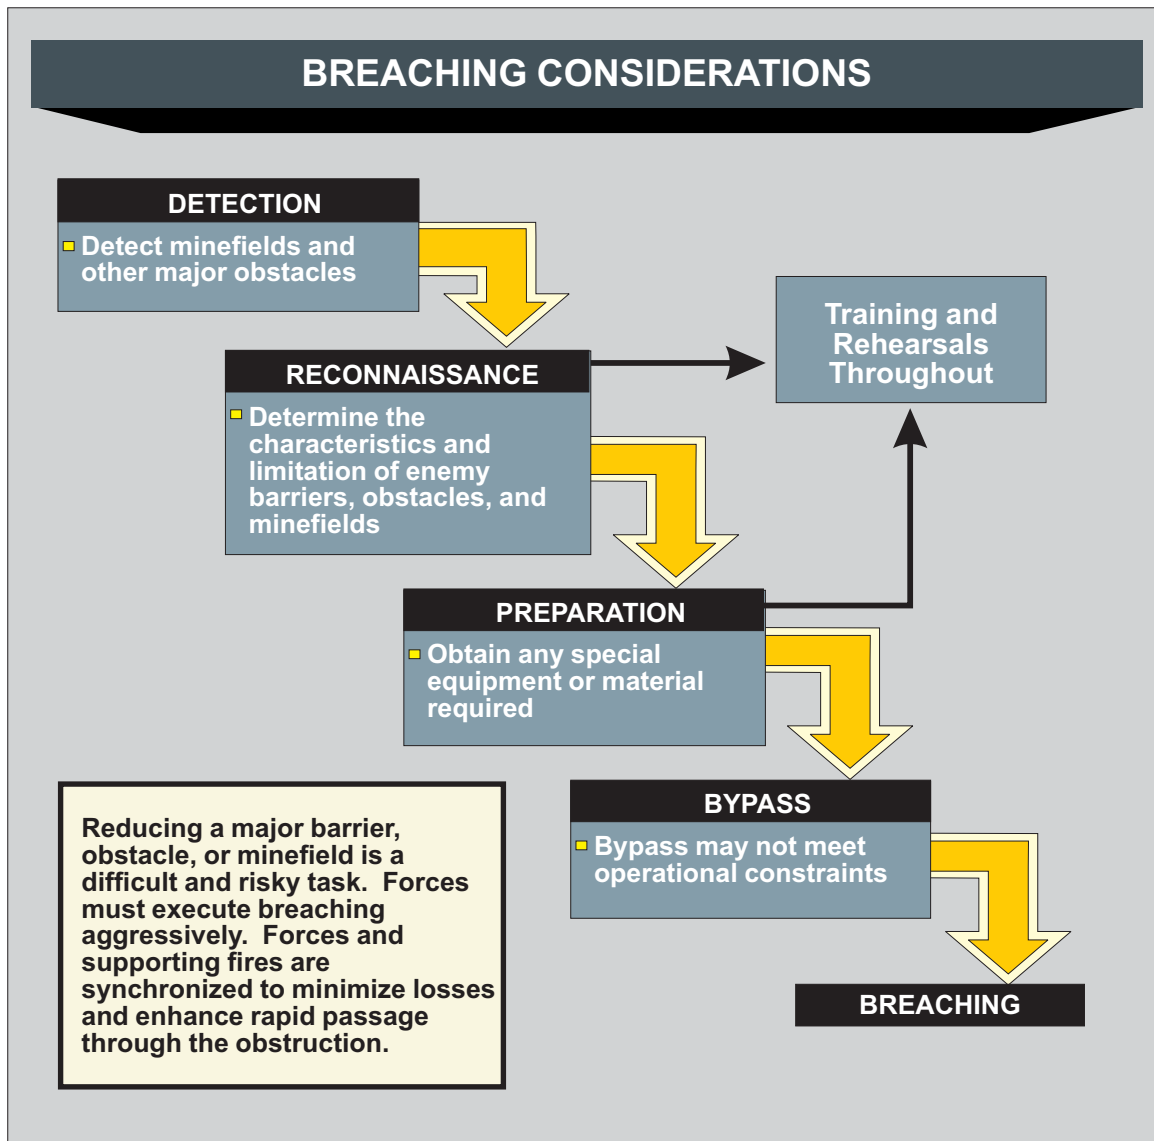 BREACHING CONSIDERATIONS
DETECTION
Detect minefields and
other major obstacles
Training and
Rehearsals
Throughout
RECONNAISSANCE
Determine the
characteristics and
limitation of enemy
barriers, obstacles, and
minefields
PREPARATION
Obtain any special
equipment or material
required
BYPASS
Bypass may not meet
operational constraints
Reducing a major barrier,
obstacle, or minefield is a
difficult and risky task.  Forces
must execute breaching
aggressively.  Forces and
supporting fires are
synchronized to minimize losses
and enhance rapid passage
through the obstruction.
BREACHING